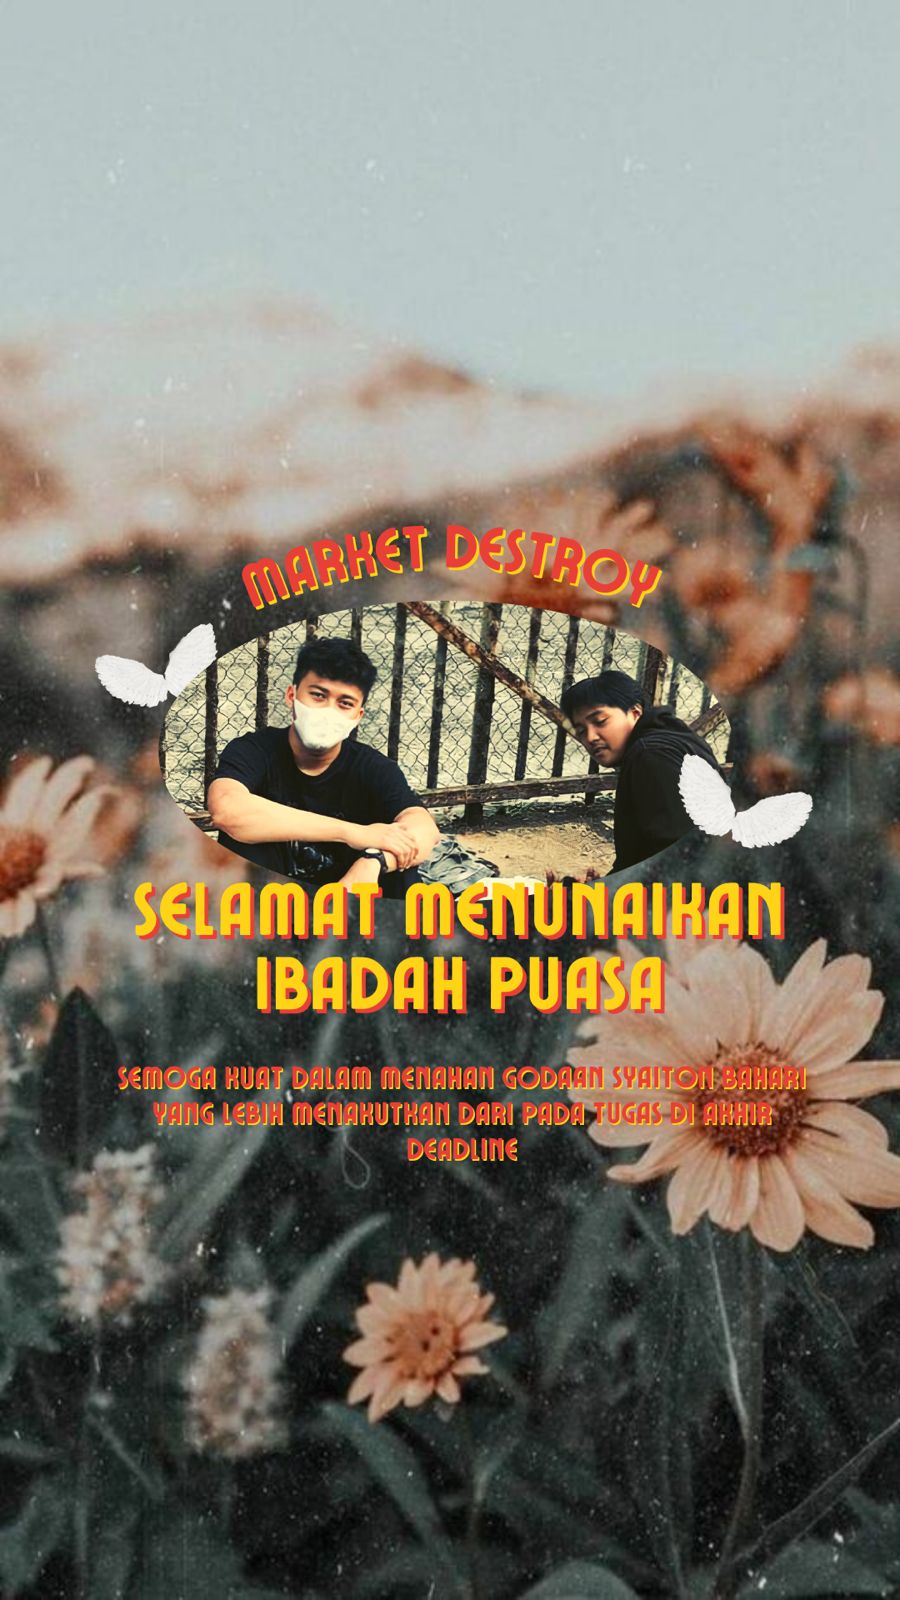 MARKET DESTROY
SELAMAT MENUNAIKAN
IBADAH PUASA
SEMOGA KUAT DALAM MENAHAN GODAAN SYAITON BAHARI
YANG LEBIH MENAKUTKAN DARI PADA TUGAS DI AKHIR
DEADLINE